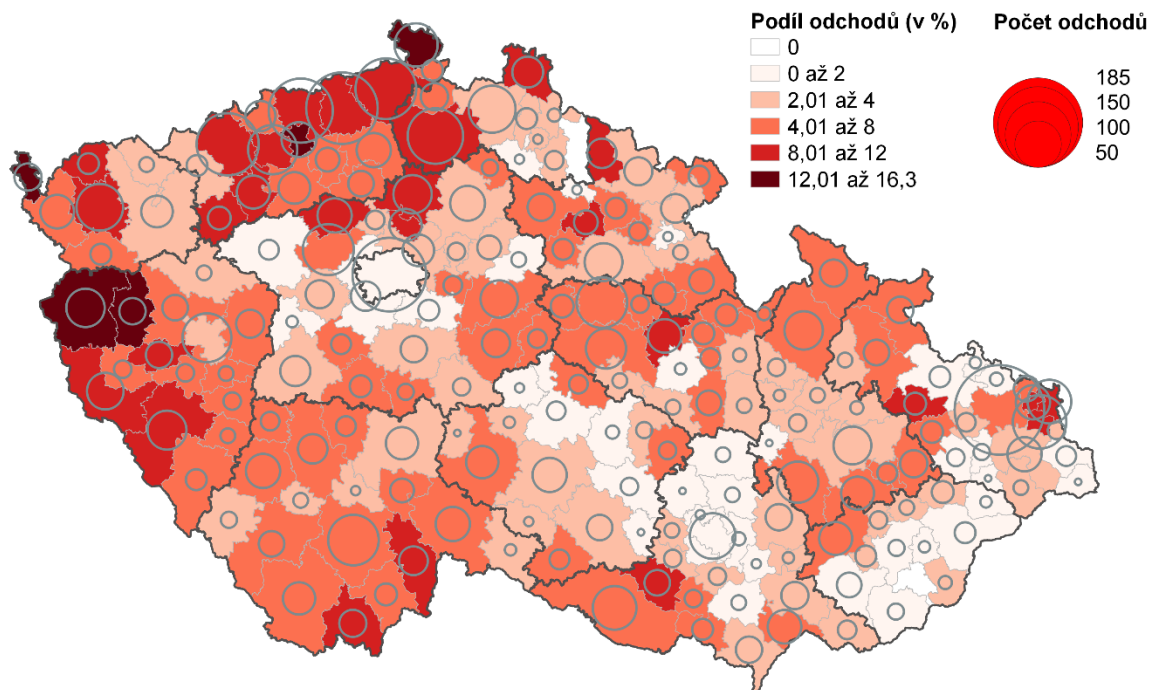 Podíl odchodů (v %)
0
0 až 2
2,01 až 4
4,01 až 8
8,01 až 12
12,01 až 16,3
Počet odchodů
185
150
100
50